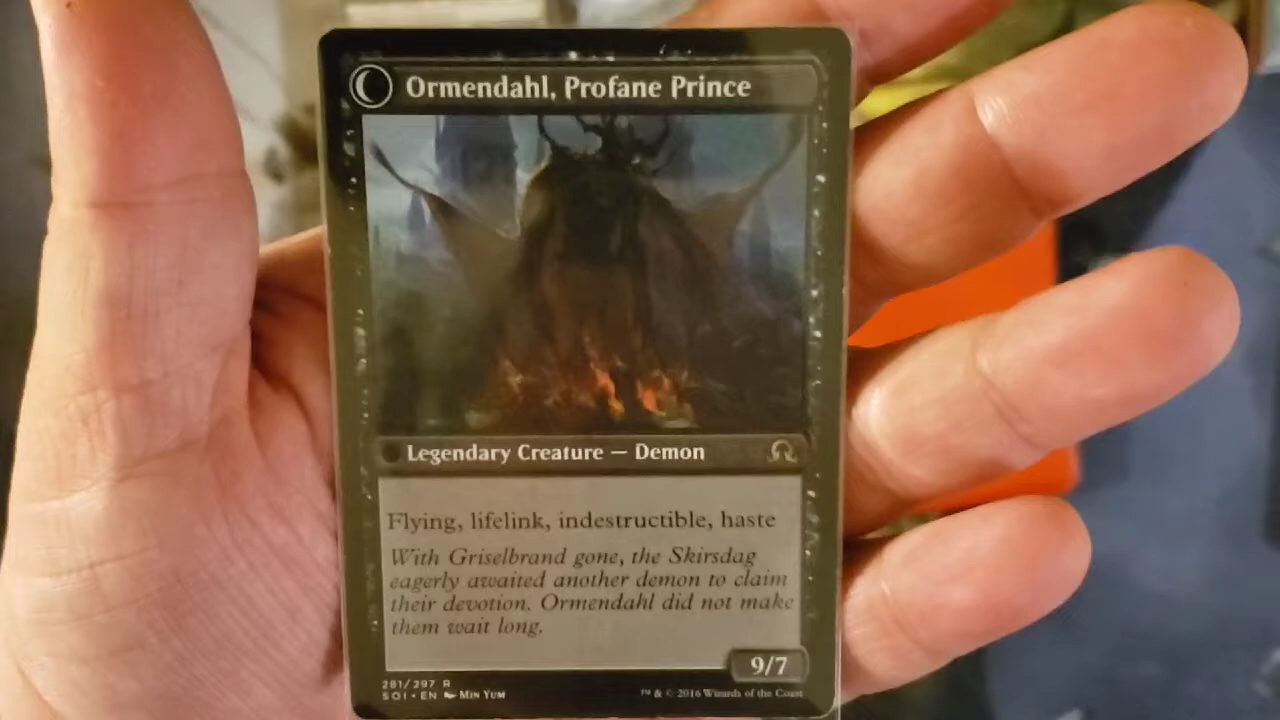 Ormendahl, Profane Prince
Legendary Creature — Demon
Flying, lifelink, indestructible, haste
With Griselbrand gone, the Skirsdag
eagerly awaited another demon to claim
their devotion. Ormendahl did not make
them wait long.
9/7
281/297 R
SOI • EN Min Yum
™ & © 2016 Wizards of the Coast